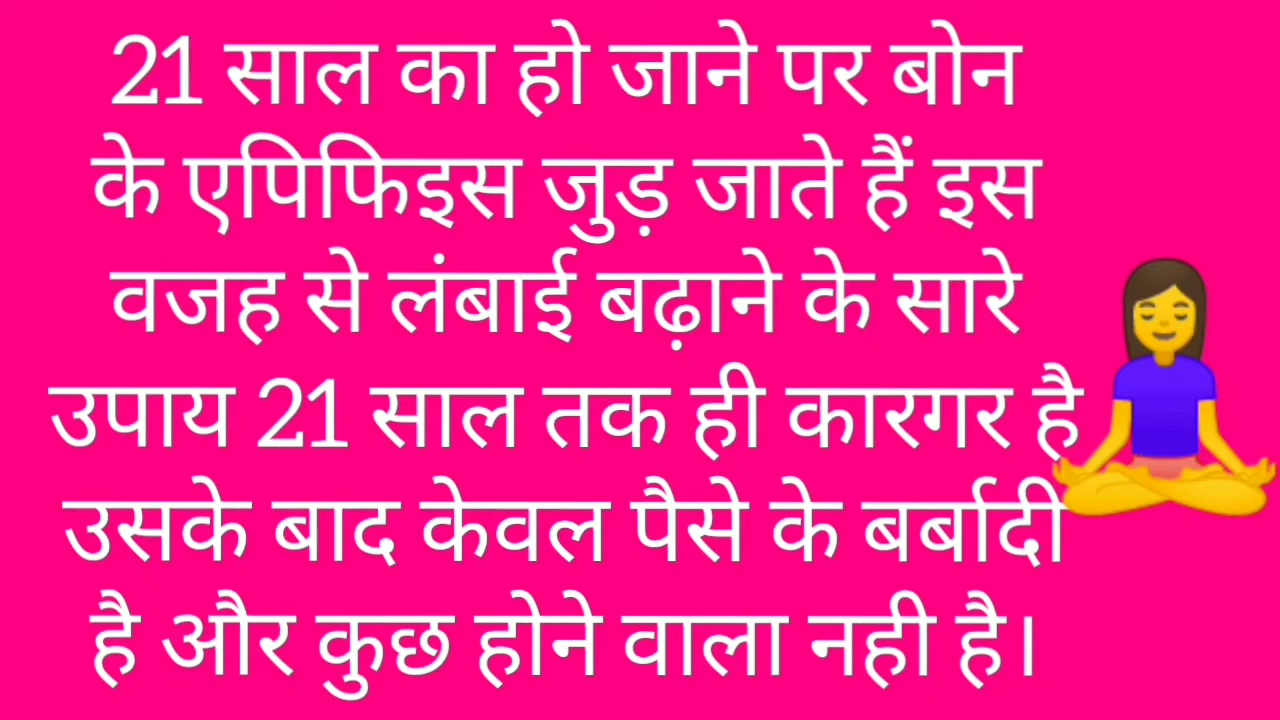 21 साल का हो जाने पर बोन
के एपिफिइस जुड़ जाते हैं इस
वजह से लंबाई बढ़ाने के सारे
उपाय 21 साल तक ही कारगर है
उसके बाद केवल पैसे के बर्बादी
है और कुछ होने वाला नही है।